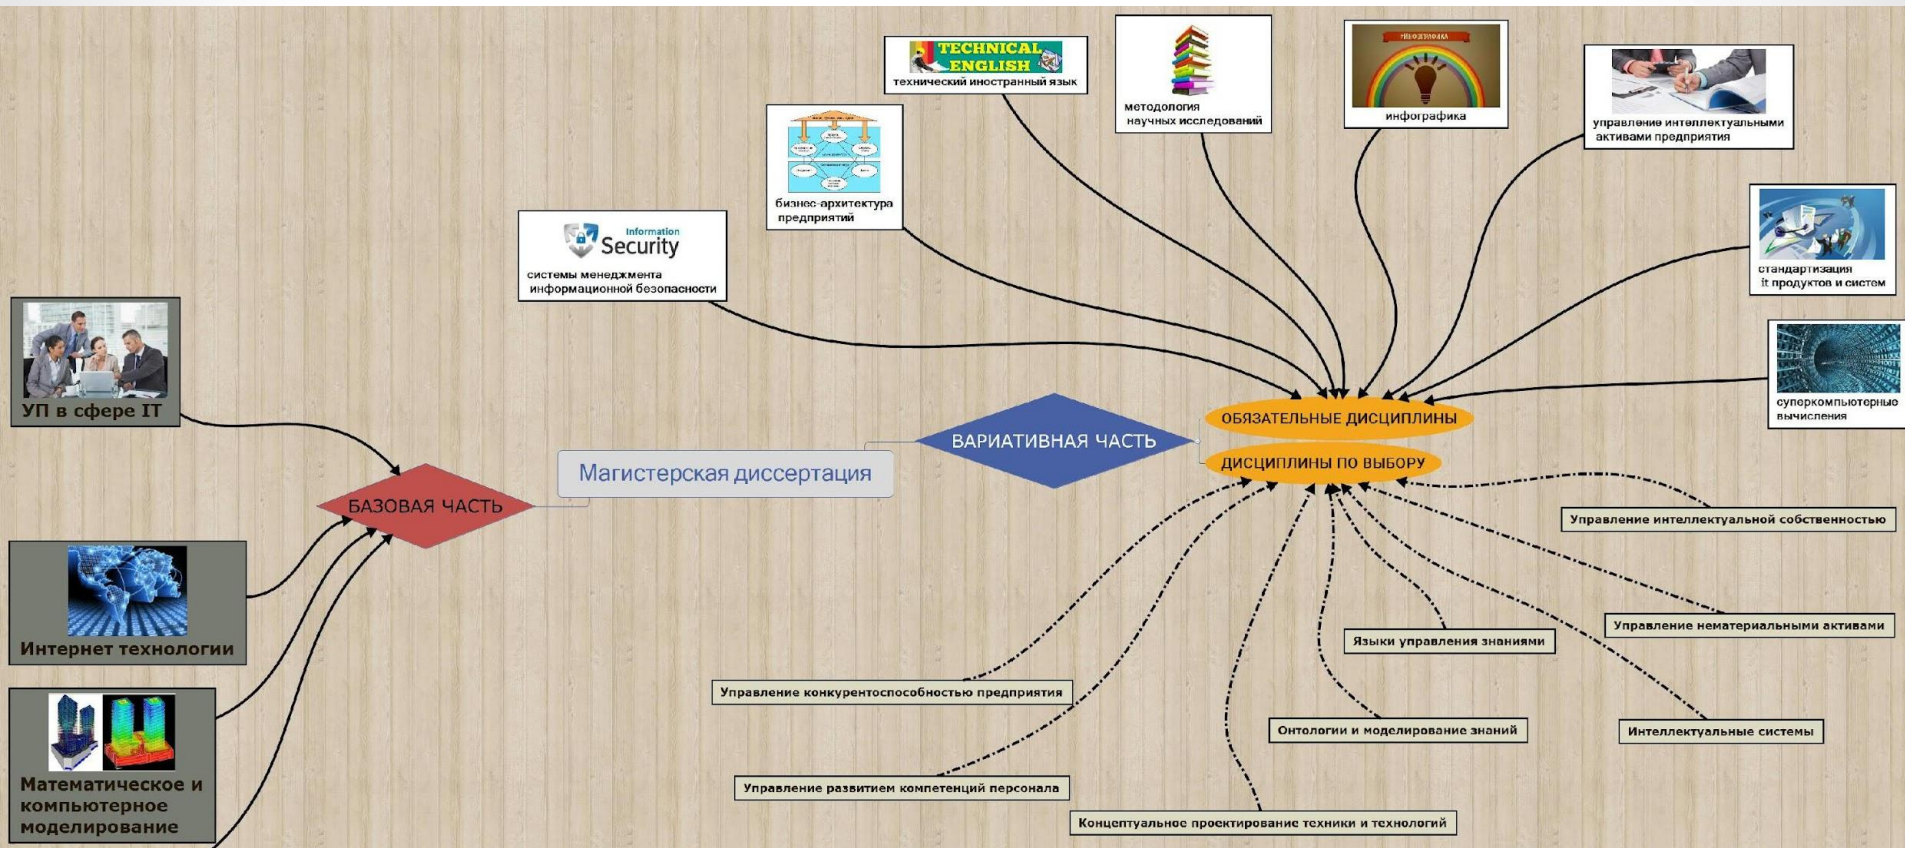 TECHNICAL
ENGLISH
технический иностранный язык
методология
научных исследований
ИНФОГРАФИКА
инфографика
управление интеллектуальными
активами предприятия
бизнес-архитектура
предприятий
Information
Security
системы менеджмента
информационной безопасности
стандартизация
it продуктов и систем
суперкомпьютерные
вычисления
УП в сфере IT
ОБЯЗАТЕЛЬНЫЕ ДИСЦИПЛИНЫ
ВАРИАТИВНАЯ ЧАСТЬ
ДИСЦИПЛИНЫ ПО ВЫБОРУ
Магистерская диссертация
БАЗОВАЯ ЧАСТЬ
Управление интеллектуальной собственностью
Интернет технологии
Языки управления знаниями
Управление нематериальными активами
Управление конкурентоспособностью предприятия
Онтологии и моделирование знаний
Интеллектуальные системы
Управление развитием компетенций персонала
Концептуальное проектирование техники и технологий
Математическое и
компьютерное
моделирование